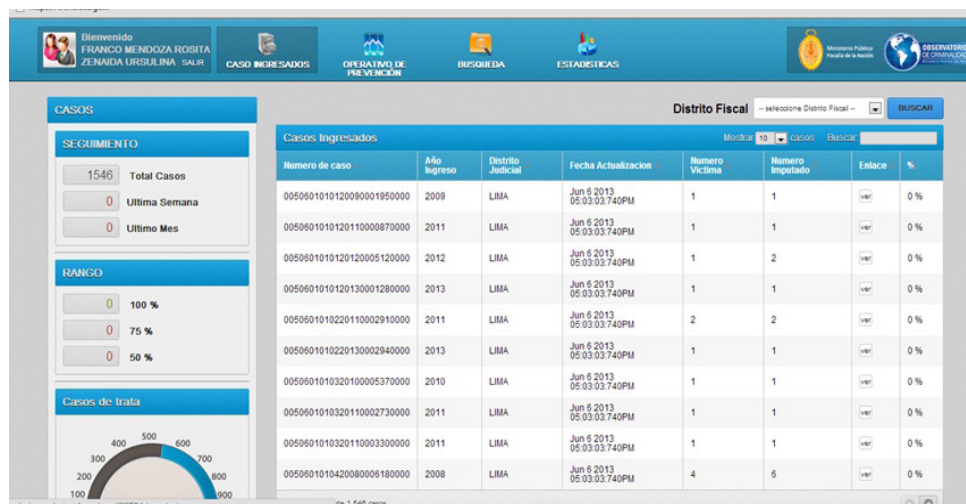 Bienvenido
FRANCO MENDOZA ROSITA
ZENAIDA URSULINA SALIR
CASO INGRESADOS
OPERATIVO DE
PREVENCIÓN
BUSQUEDA
ESTADISTICAS
Ministerio Público
Fiscalía de la Nación
OBSERVATORIO
DE CRIMINALIDAD
CASOS
Distrito Fiscal
-- seleccione Distrito Fiscal --
BUSCAR
SEGUIMIENTO
1546 Total Casos
0 Ultima Semana
0 Ultimo Mes
RANGO
0 100 %
0 75 %
0 50 %
Casos de trata
100
200
300
400
500
600
700
800
900
Casos Ingresados Mostrar 10 casos Buscar:
Numero de caso Año Ingreso Distrito Judicial Fecha Actualizacion Numero Victima Numero Imputado Enlace %
00506010101200900001950000 2009 LIMA Jun 6 2013 05:03:03:740PM 1 1 ver 0 %
0050601010120110000870000 2011 LIMA Jun 6 2013 05:03:03:740PM 1 1 ver 0 %
0050601010120120005120000 2012 LIMA Jun 6 2013 05:03:03:740PM 1 2 ver 0 %
0050601010120130001280000 2013 LIMA Jun 6 2013 05:03:03:740PM 1 1 ver 0 %
0050601010220110002910000 2011 LIMA Jun 6 2013 05:03:03:740PM 2 2 ver 0 %
0050601010220130002940000 2013 LIMA Jun 6 2013 05:03:03:740PM 1 1 ver 0 %
0050601010320100005370000 2010 LIMA Jun 6 2013 05:03:03:740PM 1 1 ver 0 %
0050601010320110002730000 2011 LIMA Jun 6 2013 05:03:03:740PM 1 1 ver 0 %
0050601010320110003300000 2011 LIMA Jun 6 2013 05:03:03:740PM 1 1 ver 0 %
0050601010420080006180000 2008 LIMA Jun 6 2013 05:03:03:740PM 4 6 ver 0 %
de 1,546 casos